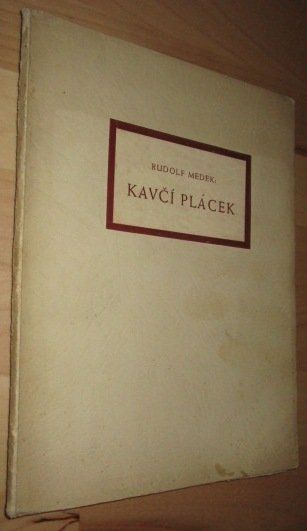 RUDOLF MEDEK:
KAVČÍ PLÁCEK